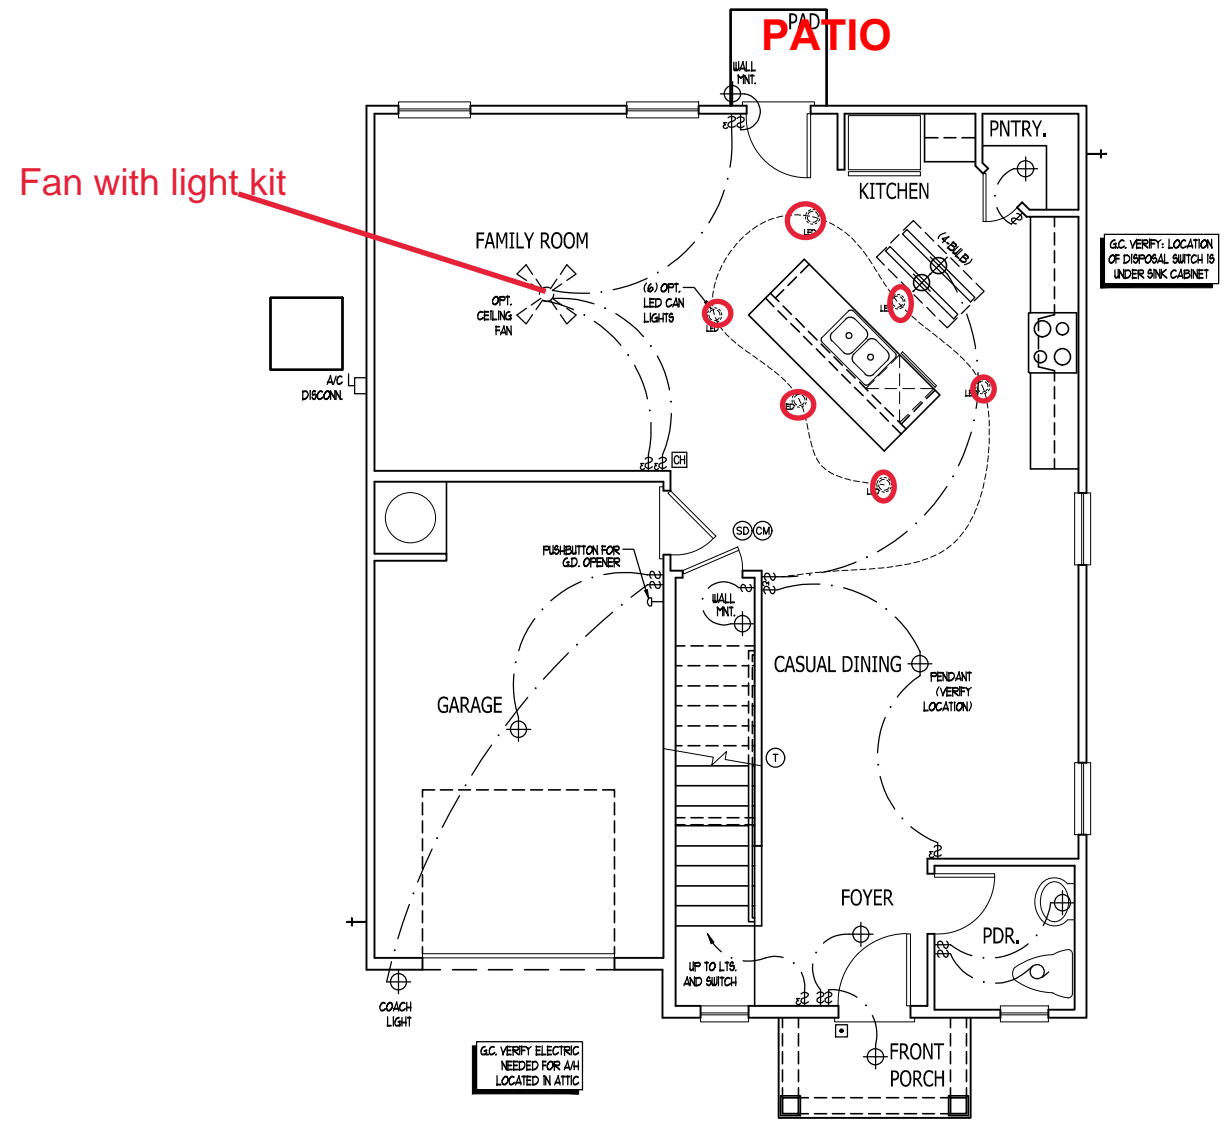 PAD
PATIO
WALL
MNT.
PNTRY.
KITCHEN
Fan with light kit
FAMILY ROOM
(4-BULB)
G.C. VERIFY: LOCATION
OF DISPOSAL SWITCH IS
UNDER SINK CABINET
LED
OPT.
CEILING
FAN
(6) OPT.
LED CAN
LIGHTS
LED
LED
A/C
DISCONN.
LED
LED
CH
LED
SD CM
PUSHBUTTON FOR
G.D. OPENER
WALL
MNT.
CASUAL DINING
PENDANT
(VERIFY
LOCATION)
GARAGE
T
FOYER
PDR.
UP TO LTS.
AND SWITCH
COACH
LIGHT
G.C. VERIFY ELECTRIC
NEEDED FOR A/H
LOCATED IN ATTIC
FRONT
PORCH